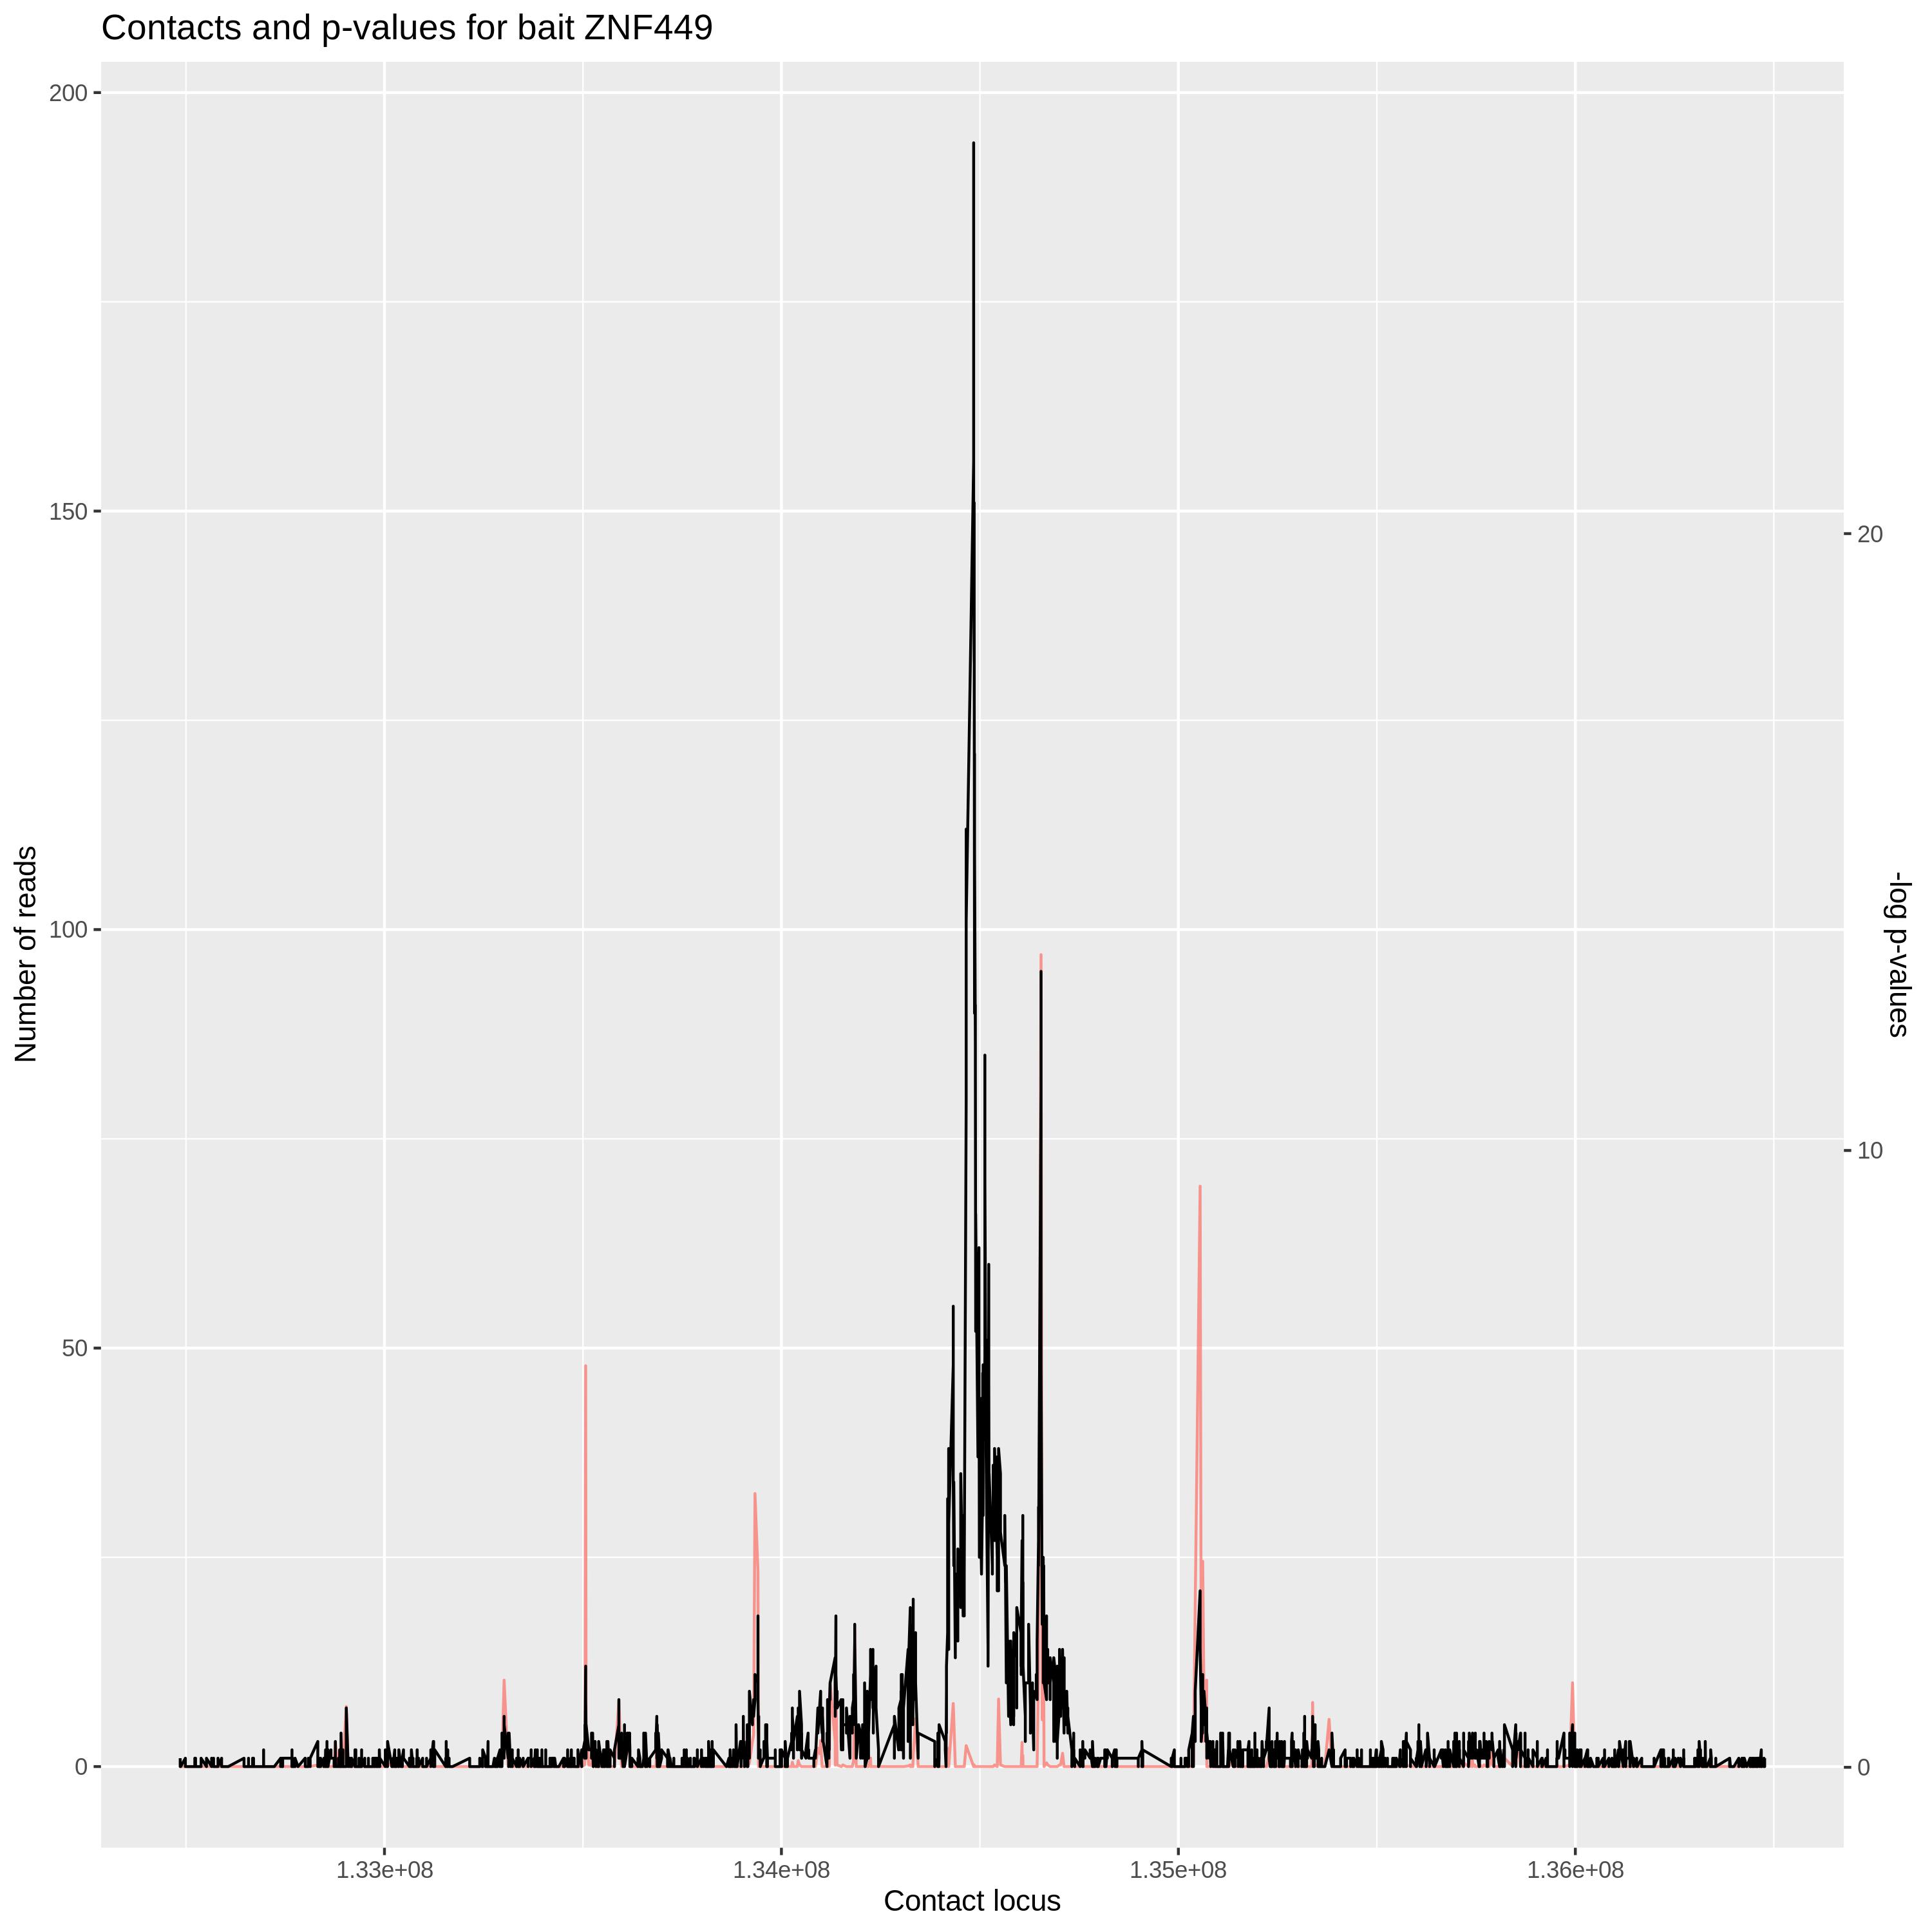 Contacts and p-values for bait ZNF449
200
150
100
50
0
Number of reads
20
10
0
-log p-values
1.33e+08 1.34e+08 1.35e+08 1.36e+08
Contact locus